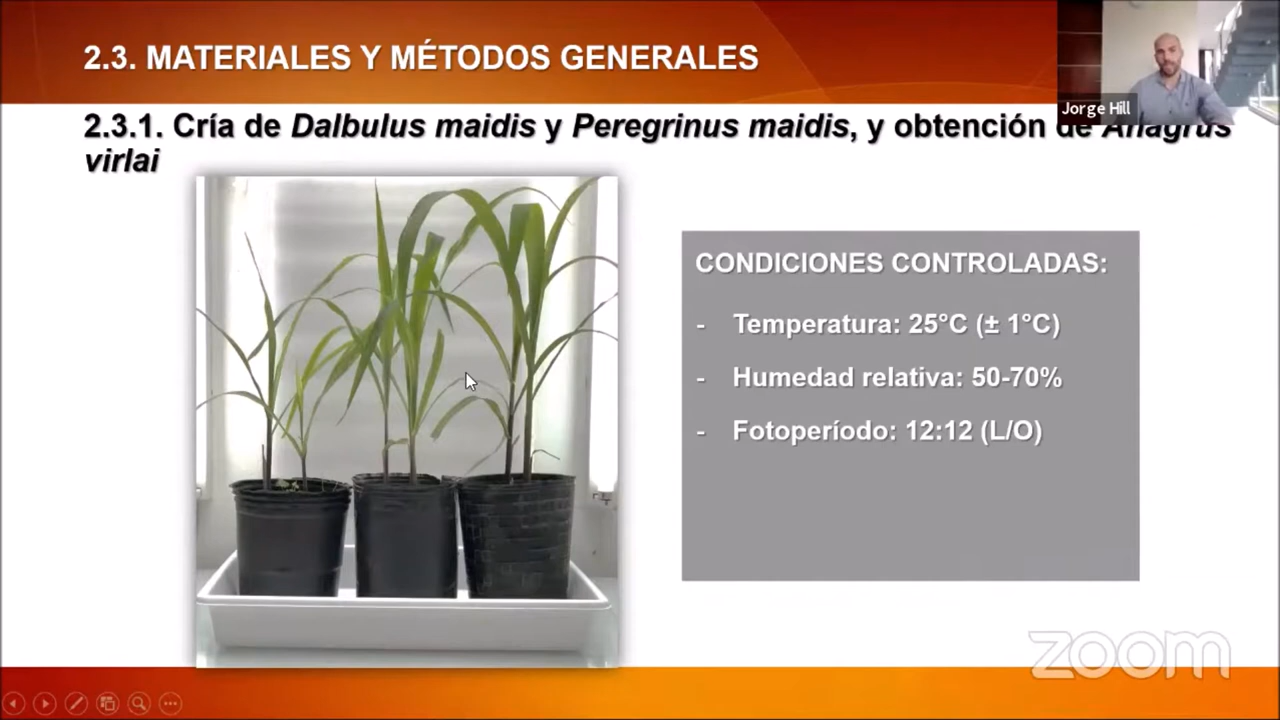 2.3. MATERIALES Y MÉTODOS GENERALES
Jorge Hill
2.3.1. Cría de Dalbulus maidis y Peregrinus maidis, y obtención de Anagrus
virlai
CONDICIONES CONTROLADAS:
- Temperatura: 25°C (± 1°C)
- Humedad relativa: 50-70%
- Fotoperíodo: 12:12 (L/O)
zoom